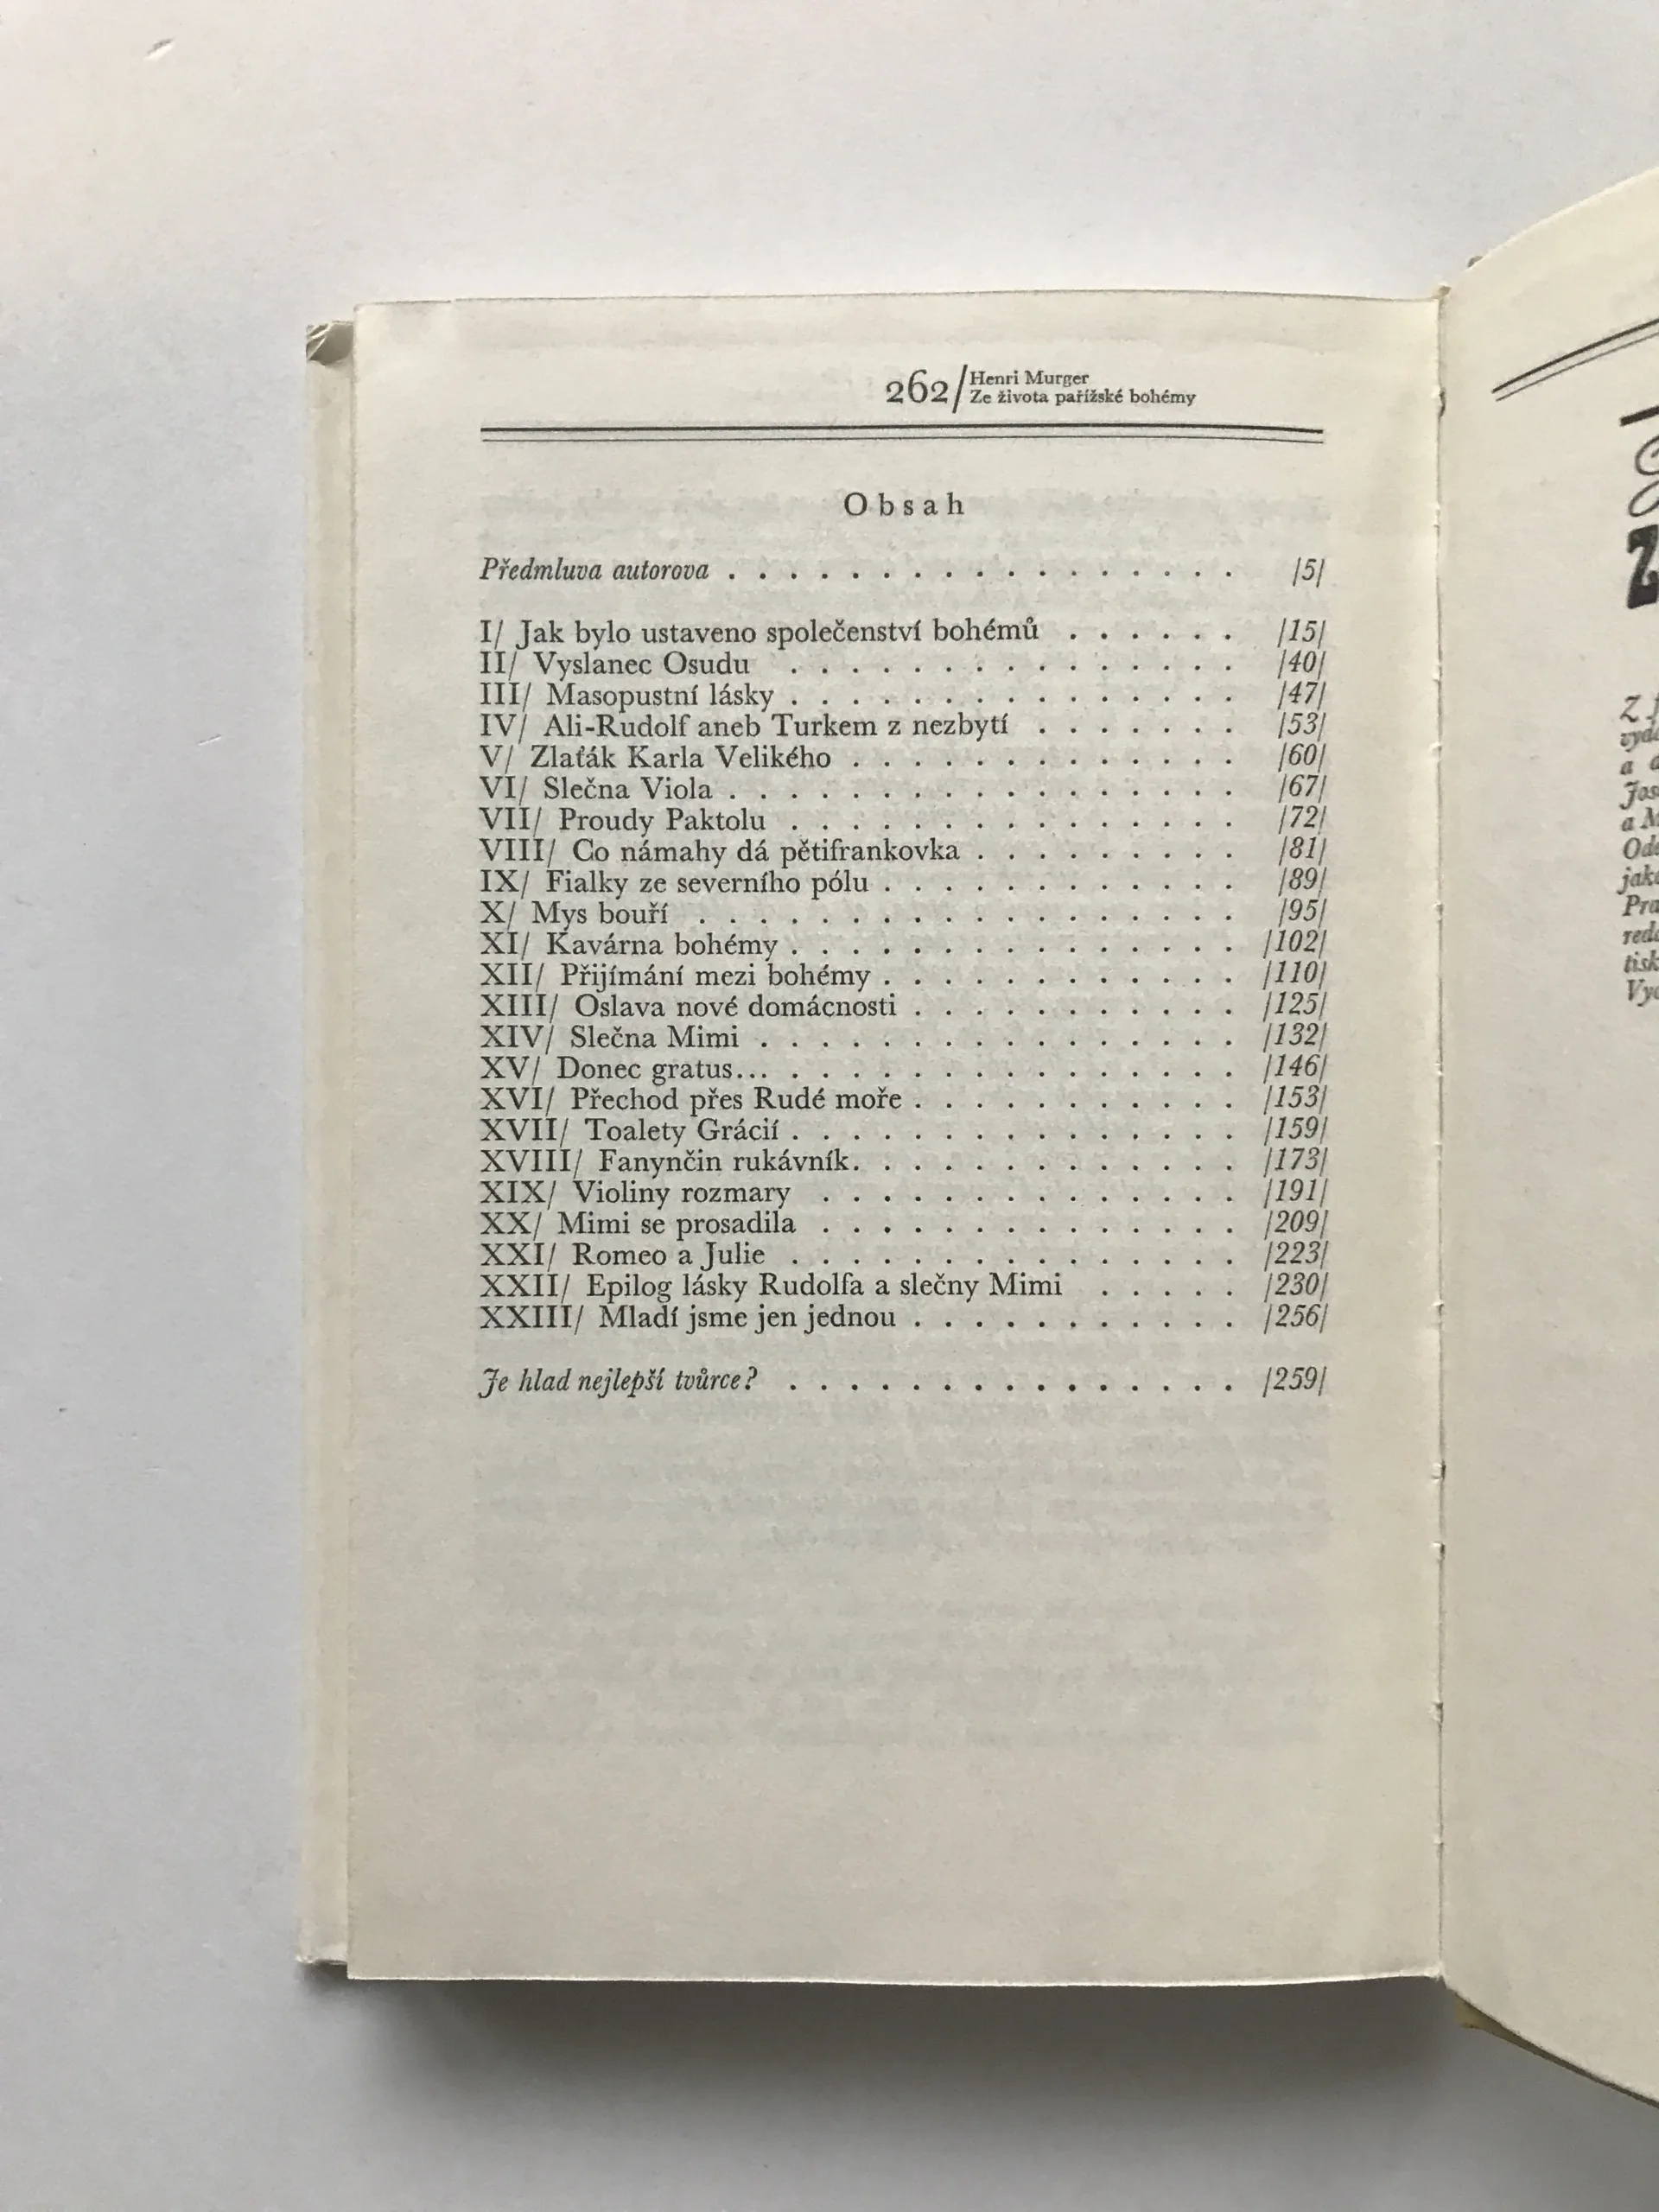 262/ Henri Murger
Ze života pařížské bohémy
Obsah
Předmluva autorova . . . . . . . . . . . . . . . . . |5|
I/ Jak bylo ustaveno společenství bohémů . . . . . . |15|
II/ Vyslanec Osudu . . . . . . . . . . . . . . . |40|
III/ Masopustní lásky . . . . . . . . . . . . . . . |47|
IV/ Ali-Rudolf aneb Turkem z nezbytí . . . . . . . |53|
V/ Zlaťák Karla Velikého . . . . . . . . . . . . . |60|
VI/ Slečna Viola . . . . . . . . . . . . . . . . . |67|
VII/ Proudy Paktolu . . . . . . . . . . . . . . . |72|
VIII/ Co námahy dá pětifrankovka . . . . . . . . . |81|
IX/ Fialky ze severního pólu . . . . . . . . . . . . |89|
X/ Mys bouří . . . . . . . . . . . . . . . . . . |95|
XI/ Kavárna bohémy . . . . . . . . . . . . . . . |102|
XII/ Přijímání mezi bohémy . . . . . . . . . . . . |110|
XIII/ Oslava nové domácnosti . . . . . . . . . . . |125|
XIV/ Slečna Mimi . . . . . . . . . . . . . . . . |132|
XV/ Donec gratus... . . . . . . . . . . . . . . . |146|
XVI/ Přechod přes Rudé moře . . . . . . . . . . . |153|
XVII/ Toalety Grácií . . . . . . . . . . . . . . . |159|
XVIII/ Fanynčin rukávník. . . . . . . . . . . . . |173|
XIX/ Violiny rozmary . . . . . . . . . . . . . . |191|
XX/ Mimi se prosadila . . . . . . . . . . . . . . |209|
XXI/ Romeo a Julie . . . . . . . . . . . . . . . |223|
XXII/ Epilog lásky Rudolfa a slečny Mimi . . . . . |230|
XXIII/ Mladí jsme jen jednou . . . . . . . . . . . |256|
Je hlad nejlepší tvůrce? . . . . . . . . . . . . . . . |259|
Z
a
a